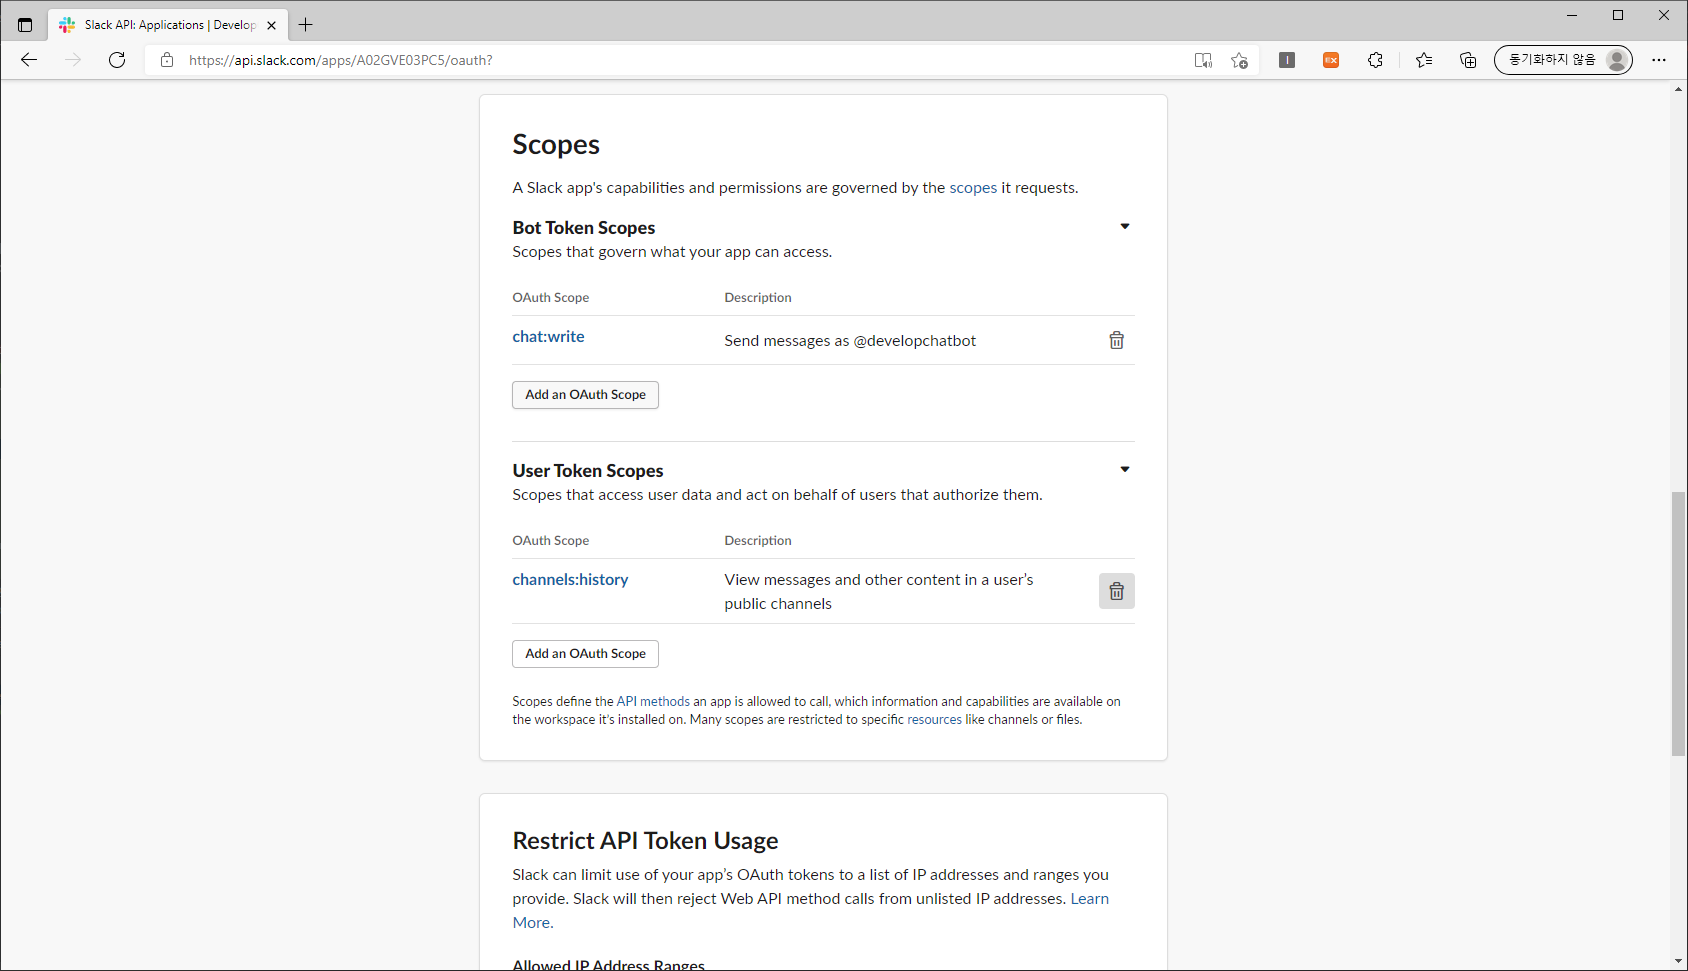 Slack API: Applications | Develop
https://api.slack.com/apps/A02GVE03PC5/oauth?
동기화하지 않음
Scopes
A Slack app's capabilities and permissions are governed by the scopes it requests.
Bot Token Scopes
Scopes that govern what your app can access.
OAuth Scope Description
chat:write Send messages as @developchatbot
Add an OAuth Scope
User Token Scopes
Scopes that access user data and act on behalf of users that authorize them.
OAuth Scope Description
channels:history View messages and other content in a user’s
public channels
Add an OAuth Scope
Scopes define the API methods an app is allowed to call, which information and capabilities are available on
the workspace it's installed on. Many scopes are restricted to specific resources like channels or files.
Restrict API Token Usage
Slack can limit use of your app’s OAuth tokens to a list of IP addresses and ranges you
provide. Slack will then reject Web API method calls from unlisted IP addresses. Learn
More.
Allowed IP Address Ranges